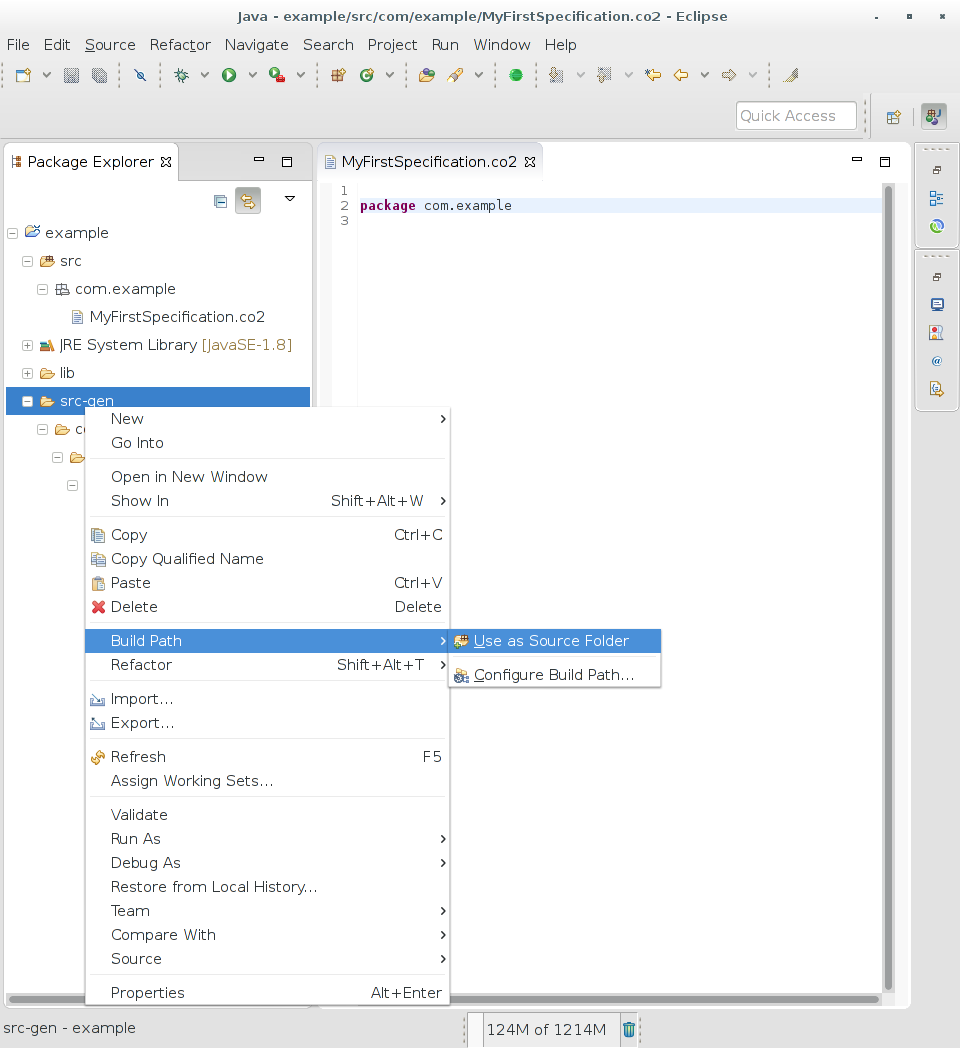 Java - example/src/com/example/MyFirstSpecification.co2 - Eclipse
File Edit Source Refactor Navigate Search Project Run Window Help
Quick Access
Package Explorer
MyFirstSpecification.co2
1
2 package com.example
3
example
src
com.example
MyFirstSpecification.co2
JRE System Library [JavaSE-1.8]
lib
src-gen
New
Go Into
Open in New Window
Show In Shift+Alt+W
Copy Ctrl+C
Copy Qualified Name
Paste Ctrl+V
Delete Delete
Build Path
Use as Source Folder
Refactor Shift+Alt+T
Configure Build Path...
Import...
Export...
Refresh F5
Assign Working Sets...
Validate
Run As
Debug As
Restore from Local History...
Team
Compare With
Source
Properties Alt+Enter
src-gen - example
124M of 1214M